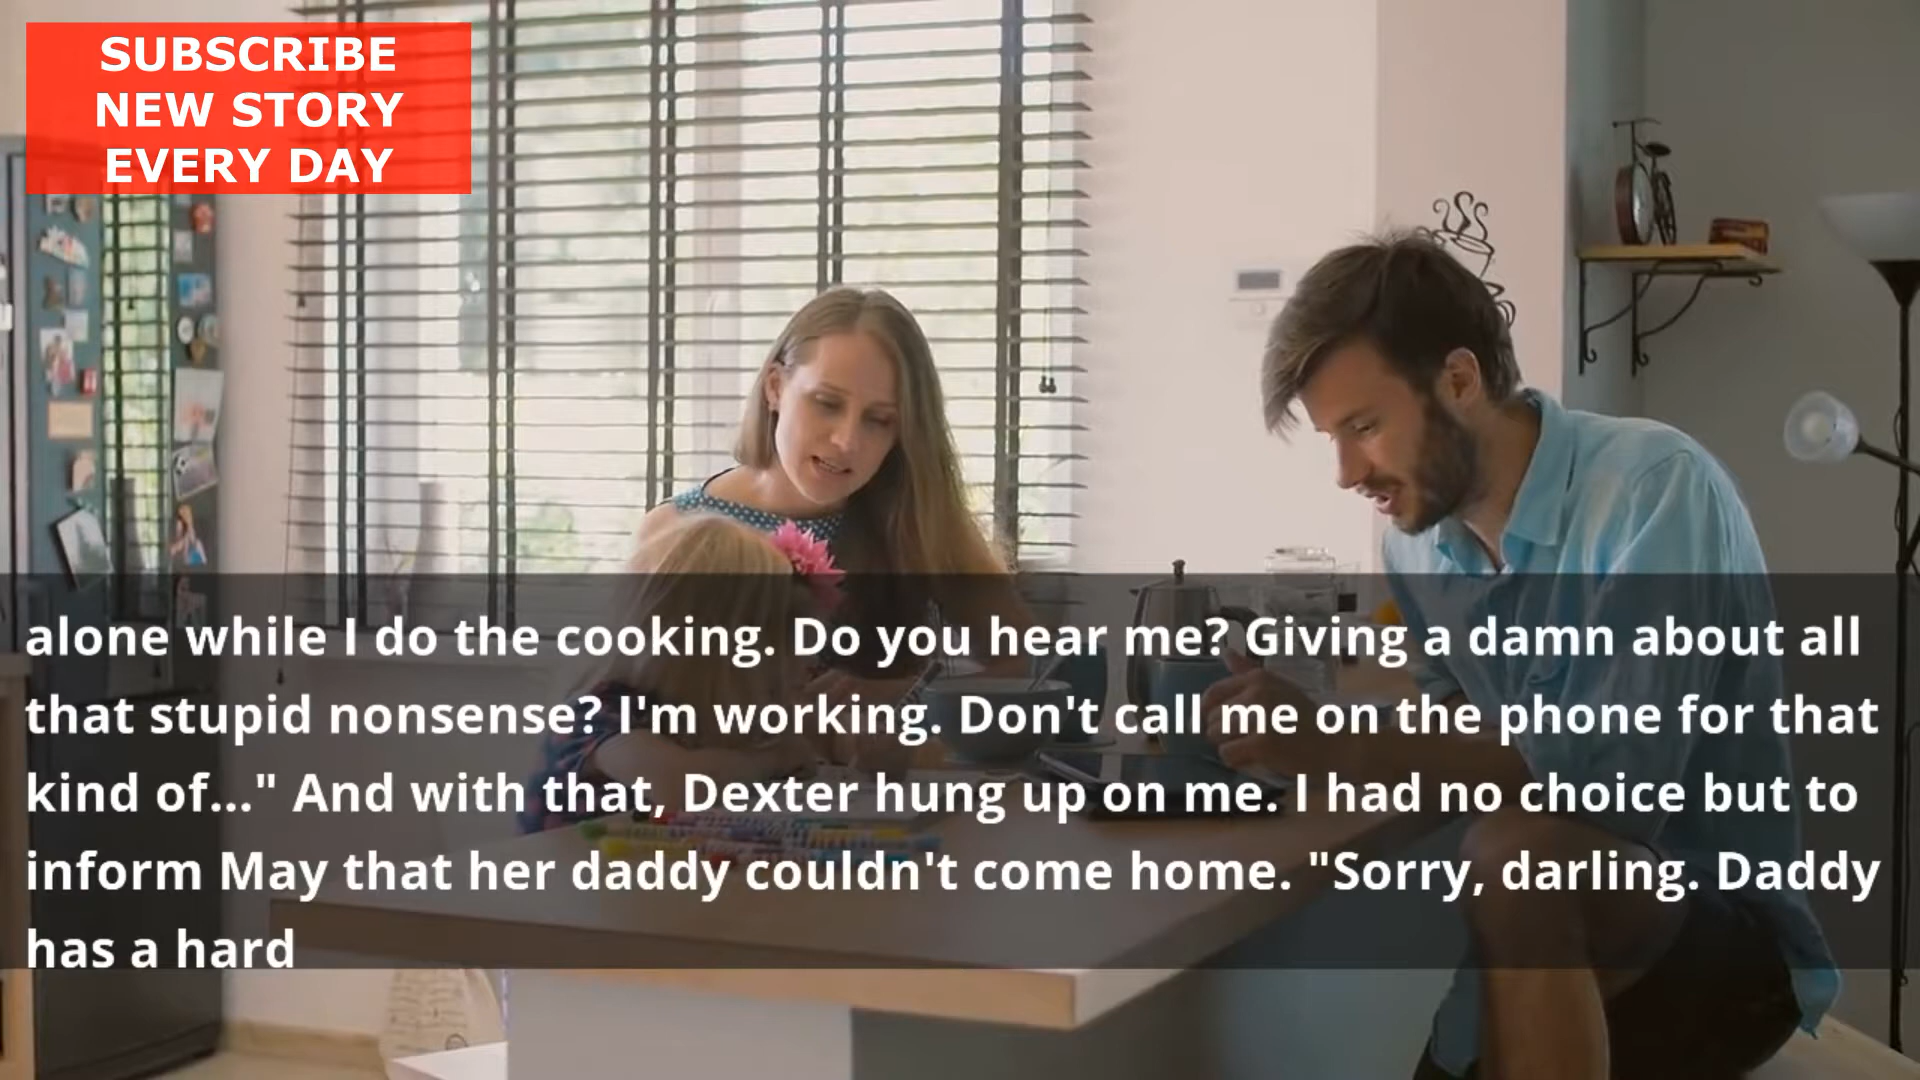 SUBSCRIBE
NEW STORY
EVERY DAY
alone while I do the cooking. Do you hear me? Giving a damn about all
that stupid nonsense? I'm working. Don't call me on the phone for that
kind of..." And with that, Dexter hung up on me. I had no choice but to
inform May that her daddy couldn't come home. "Sorry, darling. Daddy
has a hard